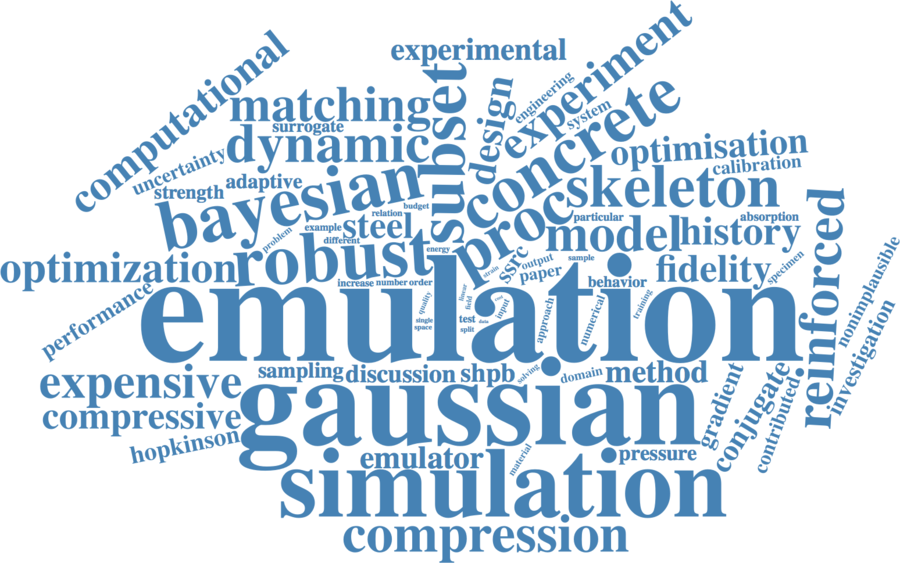 experimental
computational
matching
surrogate
dynamic
subset
design
engineering
experiment
system
concrete
optimisation
calibration
uncertainty
strength
adaptive
bayesian
budget
relation
example
steel
different
problem
skeleton
proc
particular
absorption
model
history
reinforced
optimization
robust
energy
ssrc
output
paper
sample
behavior
fidelity
specimen
nonimplausible
investigation
performance
increase
number
order
strain
linear
field
input
quality
single
space
test
data
split
approach
numerical
training
emulation
expensive
sampling
discussion
shpb
solving
domain
method
compressive
gaussian
gradient
conjugate
contributed
hopkinson
emulator
material
pressure
simulation
compression